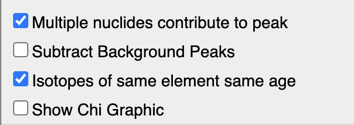 Multiple nuclides contribute to peak
Subtract Background Peaks
Isotopes of same element same age
Show Chi Graphic